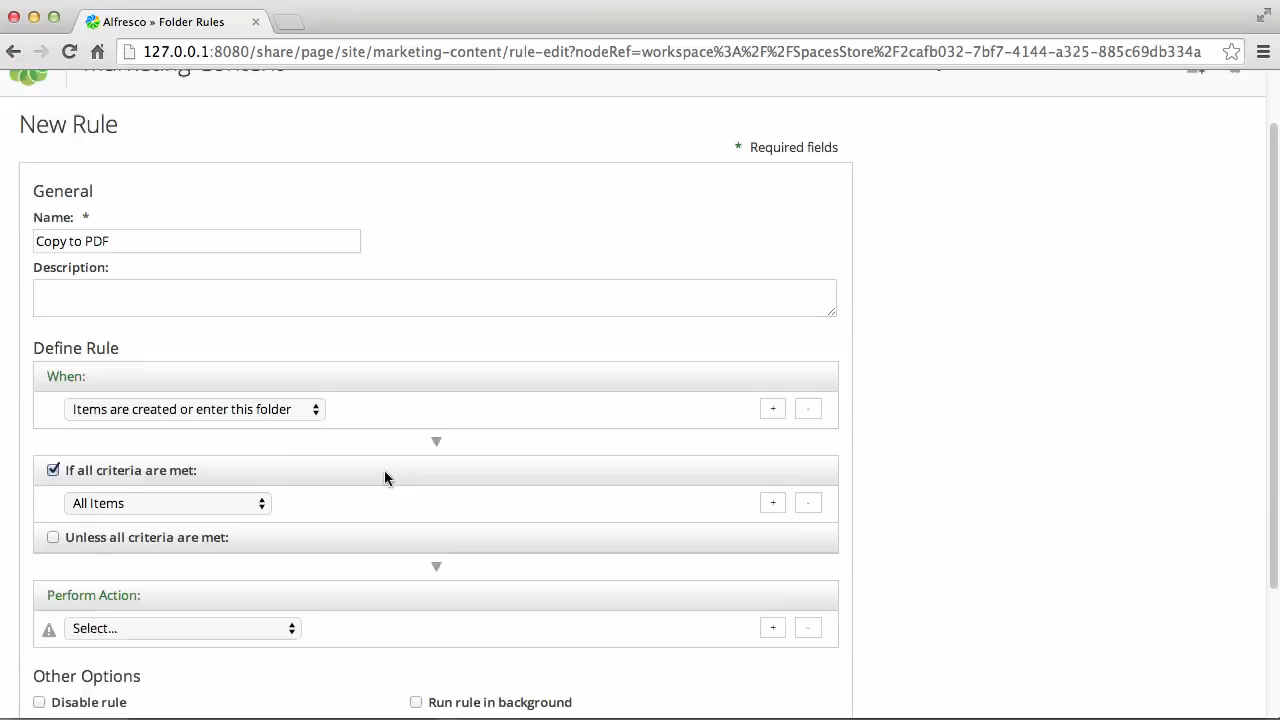 Alfresco » Folder Rules
127.0.0.1:8080/share/page/site/marketing-content/rule-edit?nodeRef=workspace%3A%2F%2FSpacesStore%2F2cafb032-7bf7-4144-a325-885c69db334a
New Rule
* Required fields
General
Name: *
Copy to PDF
Description:
Define Rule
When:
Items are created or enter this folder
+ -
If all criteria are met:
All Items
+ -
Unless all criteria are met:
Perform Action:
Select...
+ -
Other Options
Disable rule
Run rule in background